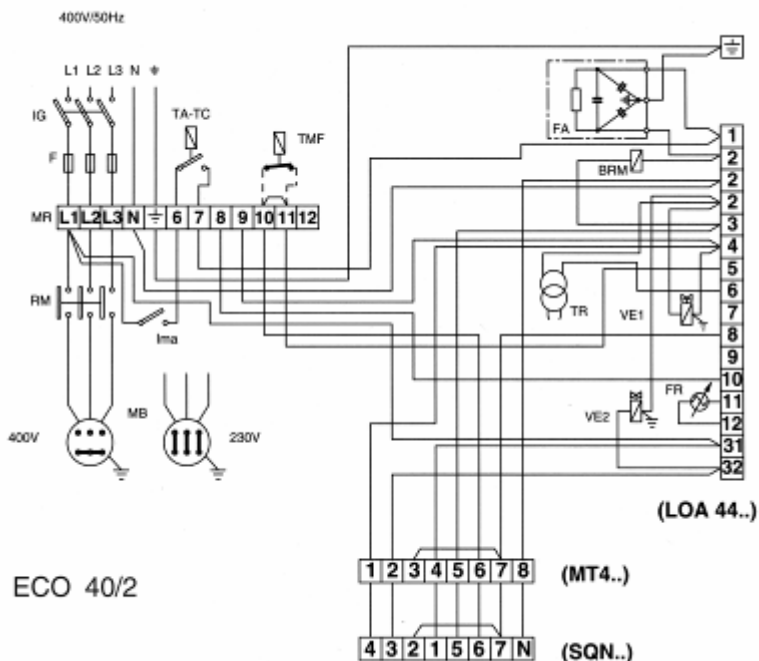 400V/50Hz
L1 L2 L3 N
IG
TA-TC
TMF
FA
F
BRM
MR L1 L2 L3 N 6 7 8 9 10 11 12
1
2
2
2
3
4
5
6
7
8
9
10
11
12
31
32
RM
Ima
TR
VE1
MB
400V
230V
VE2
FR
(LOA 44..)
ECO 40/2
1 2 3 4 5 6 7 8 (MT4..)
4 3 2 1 5 6 7 N (SQN..)